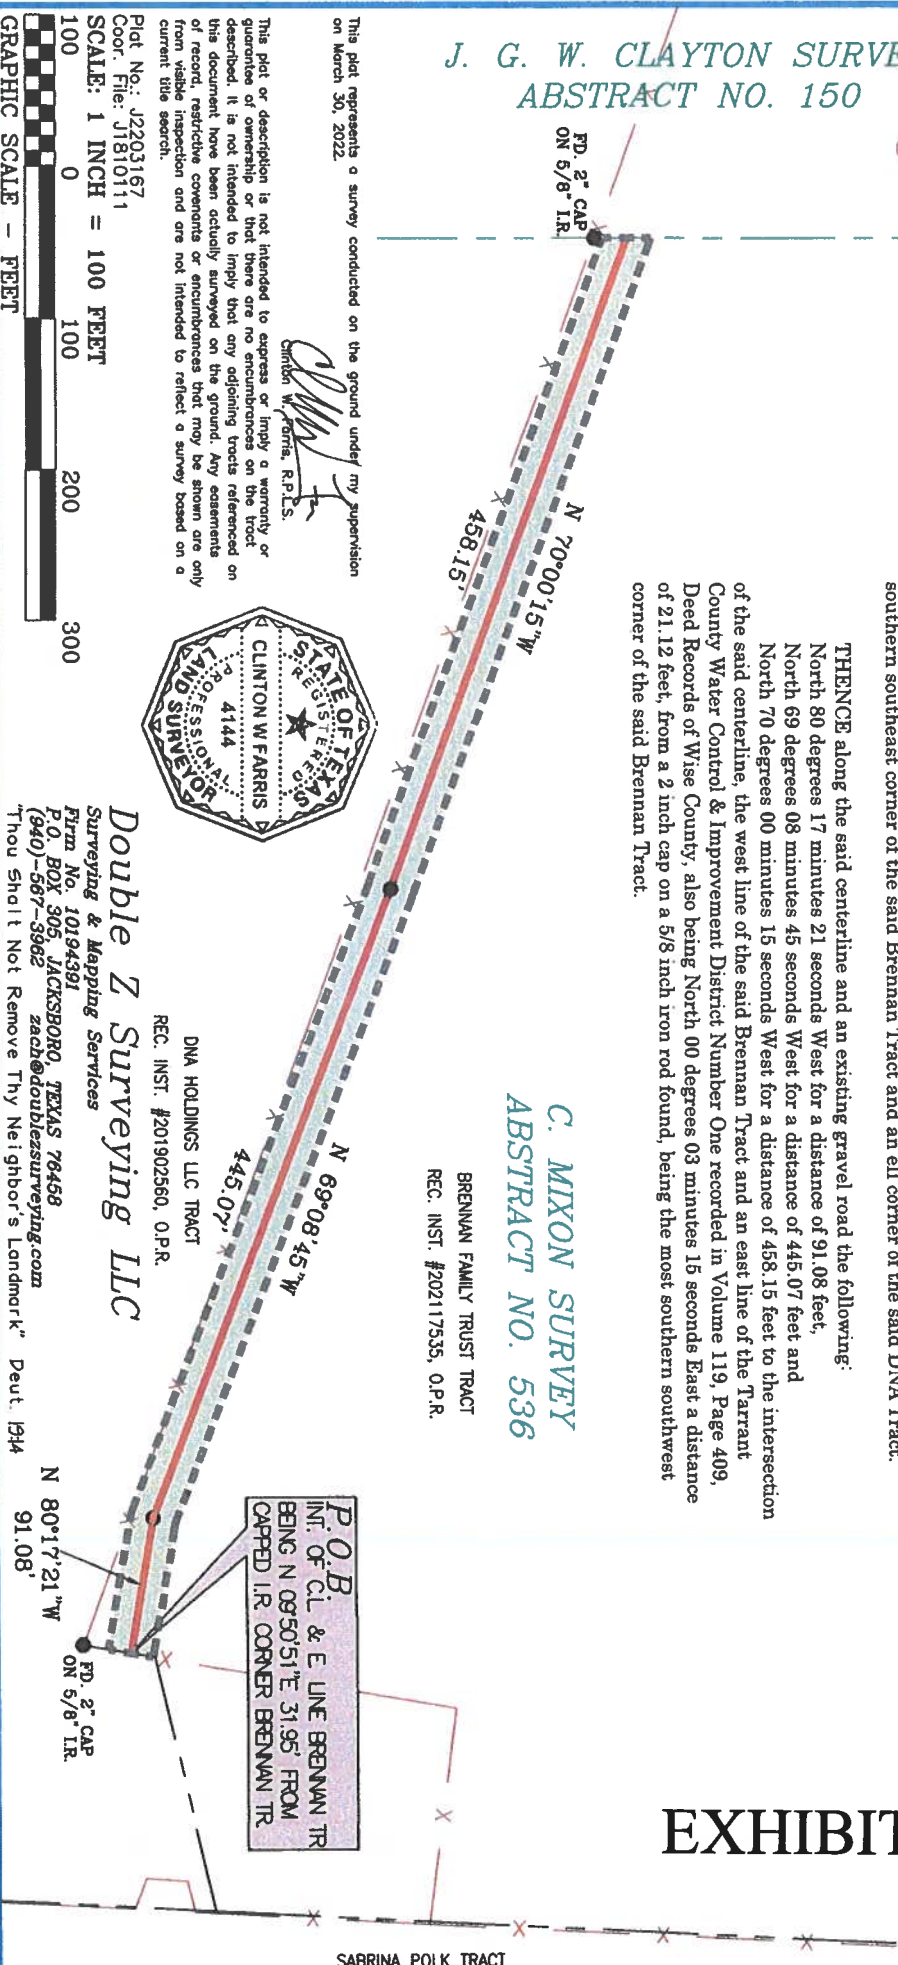 J. G. W. CLAYTON SURVE
ABSTRACT NO. 150
southern southeast corner of the said Brennan Tract and an ell corner of the said DNA Tract.
THENCE along the said centerline and an existing gravel road the following:
North 80 degrees 17 minutes 21 seconds West for a distance of 91.08 feet,
North 69 degrees 08 minutes 45 seconds West for a distance of 445.07 feet and
North 70 degrees 00 minutes 15 seconds West for a distance of 458.15 feet to the intersection
of the said centerline, the west line of the said Brennan Tract and an east line of the Tarrant
County Water Control & Improvement District Number One recorded in Volume 119, Page 409,
Deed Records of Wise County, also being North 00 degrees 03 minutes 15 seconds East a distance
of 21.12 feet, from a 2 inch cap on a 5/8 inch iron rod found, being the most southern southwest
corner of the said Brennan Tract.
FD. 2" CAP
ON 5/8" I.R.
N 70°00'15"W
458.15'
C. MIXON SURVEY
ABSTRACT NO. 536
BRENNAN FAMILY TRUST TRACT
REC. INST. #202117535, O.P.R.
N 69°08'45"W
445.07'
DNA HOLDINGS LLC TRACT
REC. INST. #201902560, O.P.R.
P.O.B.
INT. OF C.L. & E. LINE BRENNAN TR
BEING N 09°50'51"E 31.95' FROM
CAPPED I.R. CORNER BRENNAN TR.
N 80°17'21"W
91.08'
FD. 2" CAP
ON 5/8" I.R.
EXHIBIT
SABRINA POLK TRACT
This plat represents a survey conducted on the ground under my supervision
on March 30, 2022.
Clinton W. Farris, R.P.L.S.
This plat or description is not intended to express or imply a warranty or
guarantee of ownership or that there are no encumbrances on the tract
described. It is not intended to imply that any adjoining tracts referenced on
this document have been actually surveyed on the ground. Any easements
of record, restrictive covenants or encumbrances that may be shown are only
from visible inspection and are not intended to reflect a survey based on a
current title search.
Plat No.: J2203167
Coor. File: J1810111
SCALE: 1 INCH = 100 FEET
100 0 100 200 300
GRAPHIC SCALE - FEET
STATE OF TEXAS
REGISTERED
CLINTON W FARRIS
4144
PROFESSIONAL
LAND SURVEYOR
Double Z Surveying LLC
Surveying & Mapping Services
Firm No. 10194391
P.O. BOX 305, JACKSBORO, TEXAS 76458
(940)-567-3962 zach@doublezsurveying.com
"Thou Shalt Not Remove Thy Neighbor's Landmark" Deut. 19:14